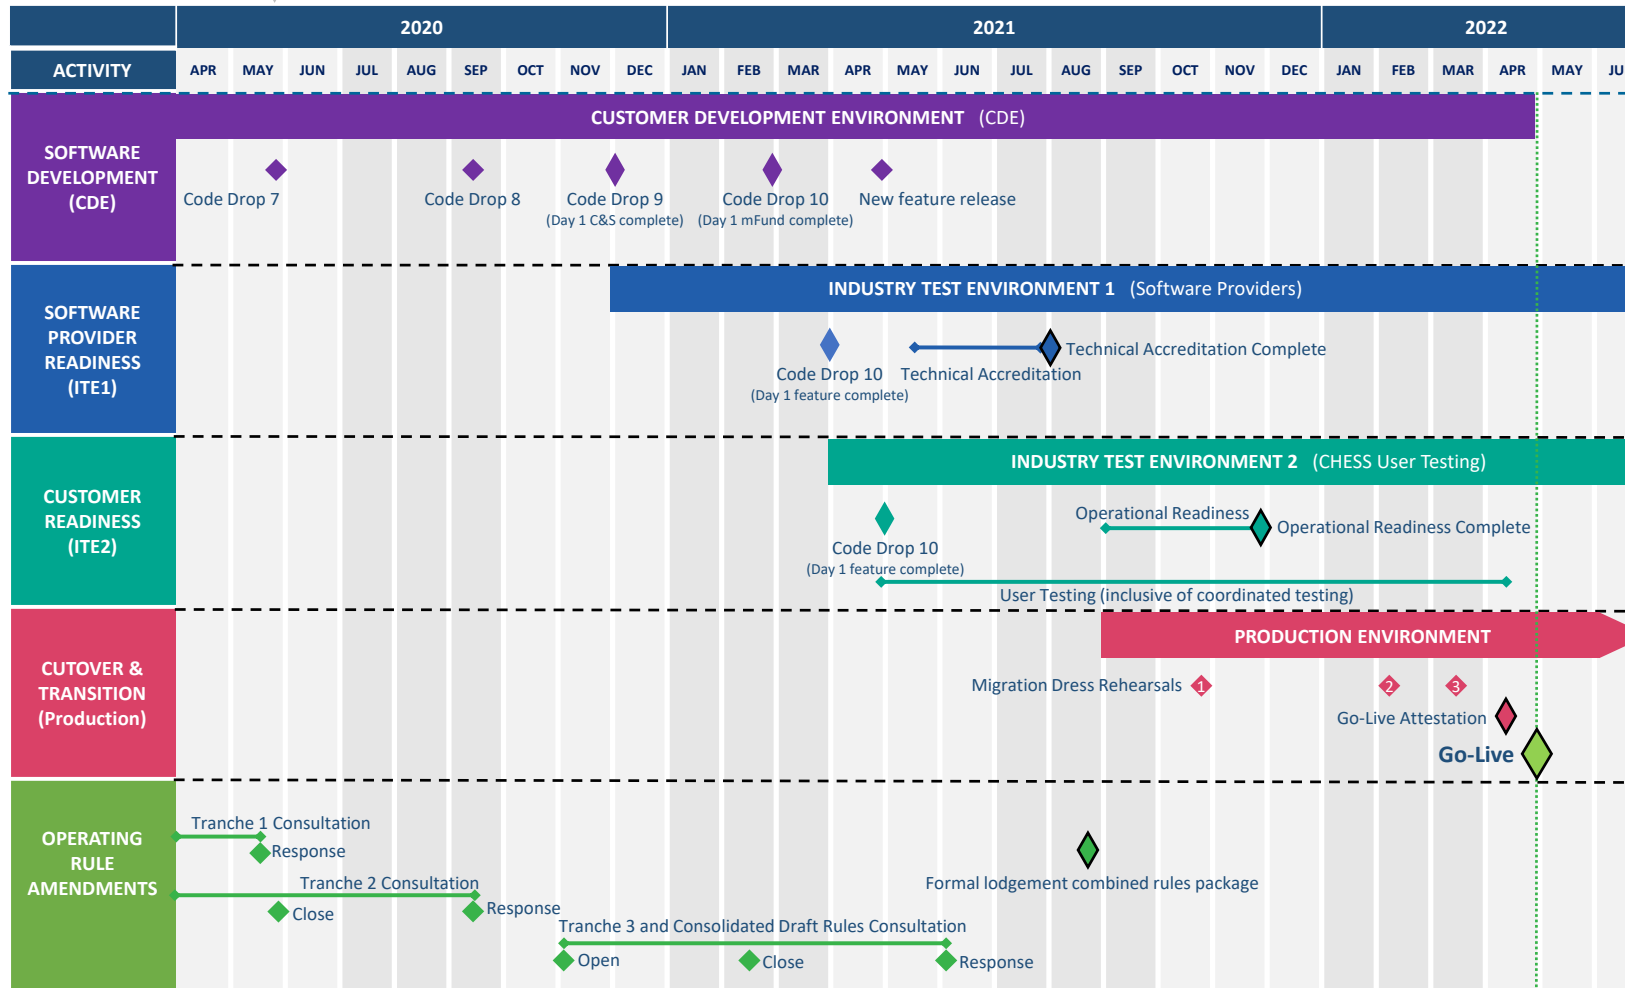 2020 2021 2022
ACTIVITY APR MAY JUN JUL AUG SEP OCT NOV DEC JAN FEB MAR APR MAY JUN JUL AUG SEP OCT NOV DEC JAN FEB MAR APR MAY JU
CUSTOMER DEVELOPMENT ENVIRONMENT (CDE)
SOFTWARE
DEVELOPMENT
(CDE)
Code Drop 7
Code Drop 8
Code Drop 9
(Day 1 C&S complete)
Code Drop 10
(Day 1 mFund complete)
New feature release
INDUSTRY TEST ENVIRONMENT 1 (Software Providers)
SOFTWARE
PROVIDER
READINESS
(ITE1)
Code Drop 10
(Day 1 feature complete)
Technical Accreditation
Technical Accreditation Complete
INDUSTRY TEST ENVIRONMENT 2 (CHESS User Testing)
CUSTOMER
READINESS
(ITE2)
Code Drop 10
(Day 1 feature complete)
Operational Readiness
Operational Readiness Complete
User Testing (inclusive of coordinated testing)
PRODUCTION ENVIRONMENT
CUTOVER &
TRANSITION
(Production)
Migration Dress Rehearsals 1 2 3
Go-Live Attestation
Go-Live
OPERATING
RULE
AMENDMENTS
Tranche 1 Consultation
Response
Tranche 2 Consultation
Close
Response
Tranche 3 and Consolidated Draft Rules Consultation
Open
Close
Response
Formal lodgement combined rules package